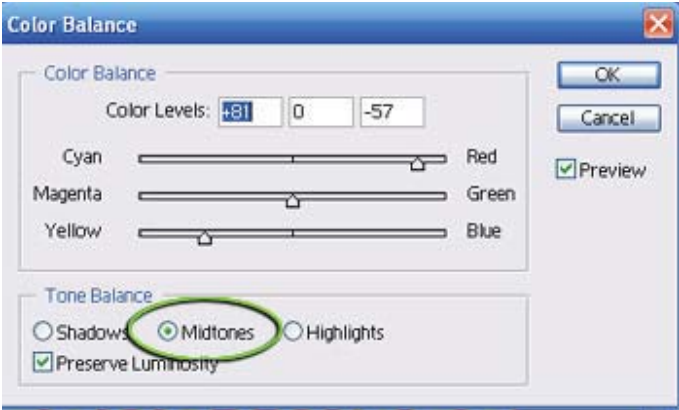 Color Balance
Color Balance
Color Levels: +81 0 -57
Cyan Red
Magenta Green
Yellow Blue
Tone Balance
Shadows Midtones Highlights
Preserve Luminosity
OK
Cancel
Preview